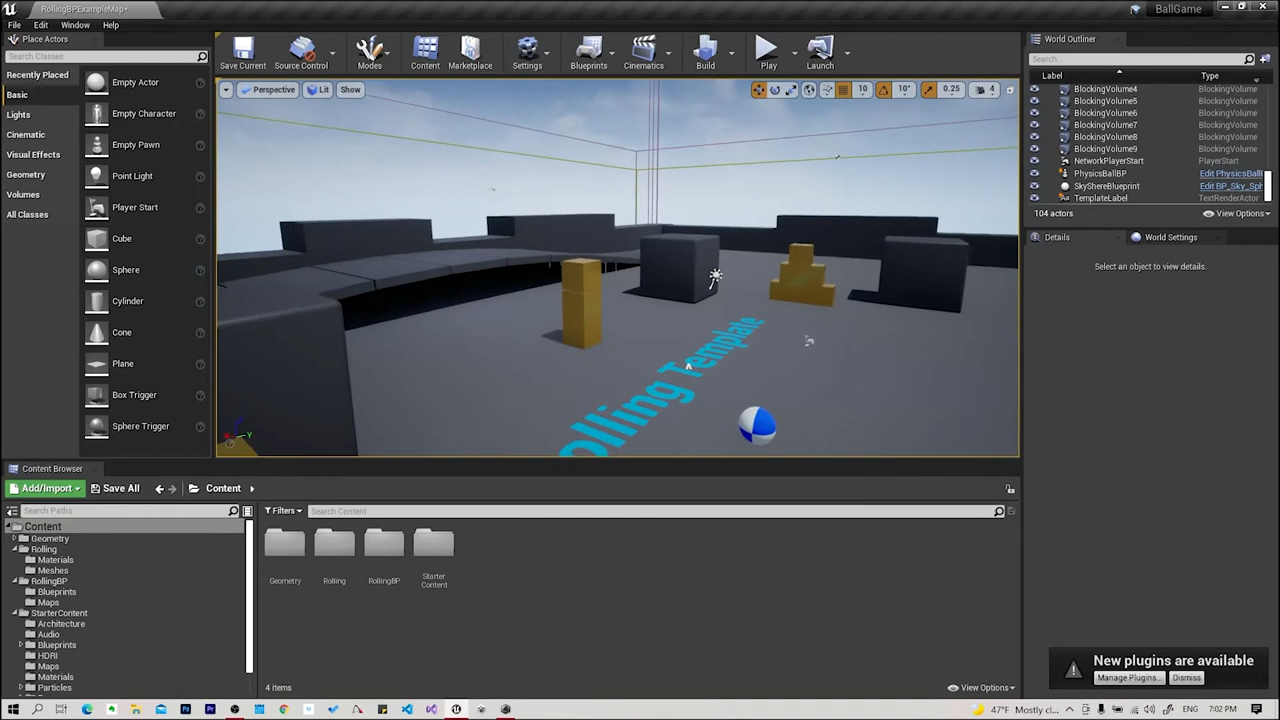 RollingBPExampleMap*
BallGame
File Edit Window Help
Place Actors
Search Classes
Recently Placed
Basic
Lights
Cinematic
Visual Effects
Geometry
Volumes
All Classes
Empty Actor
Empty Character
Empty Pawn
Point Light
Player Start
Cube
Sphere
Cylinder
Cone
Plane
Box Trigger
Sphere Trigger
Save Current Source Control Modes Content Marketplace Settings Blueprints Cinematics Build Play Launch
Perspective Lit Show
10 10° 0.25 4
olling Template
Y
World Outliner
Search...
Label Type
BlockingVolume4 BlockingVolume
BlockingVolume5 BlockingVolume
BlockingVolume6 BlockingVolume
BlockingVolume7 BlockingVolume
BlockingVolume8 BlockingVolume
BlockingVolume9 BlockingVolume
NetworkPlayerStart PlayerStart
PhysicsBallBP Edit PhysicsBall
SkyShereBlueprint Edit BP_Sky_Sph
TemplateLabel TextRenderActor
104 actors View Options
Details World Settings
Select an object to view details.
Content Browser
Add/Import Save All Content
Search Paths
Filters Search Content
Content
Geometry
Rolling
Materials
Meshes
RollingBP
Blueprints
Maps
StarterContent
Architecture
Audio
Blueprints
HDRI
Maps
Materials
Particles
Geometry
Rolling
RollingBP
Starter
Content
4 items
View Options
New plugins are available
Manage Plugins... Dismiss
47°F Mostly cl... 7:02 PM